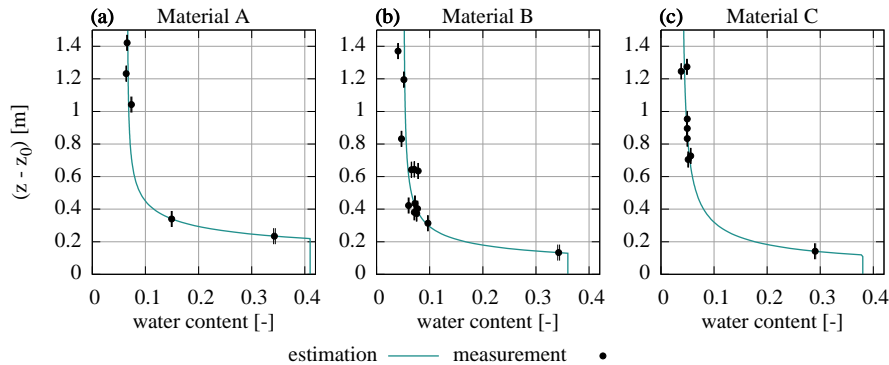 (a) Material A (b) Material B (c) Material C
1.4
1.2
1
0.8
0.6
0.4
0.2
0
(z - z0) [m]
0 0.1 0.2 0.3 0.4 0 0.1 0.2 0.3 0.4 0 0.1 0.2 0.3 0.4
water content [-] water content [-] water content [-]
estimation measurement